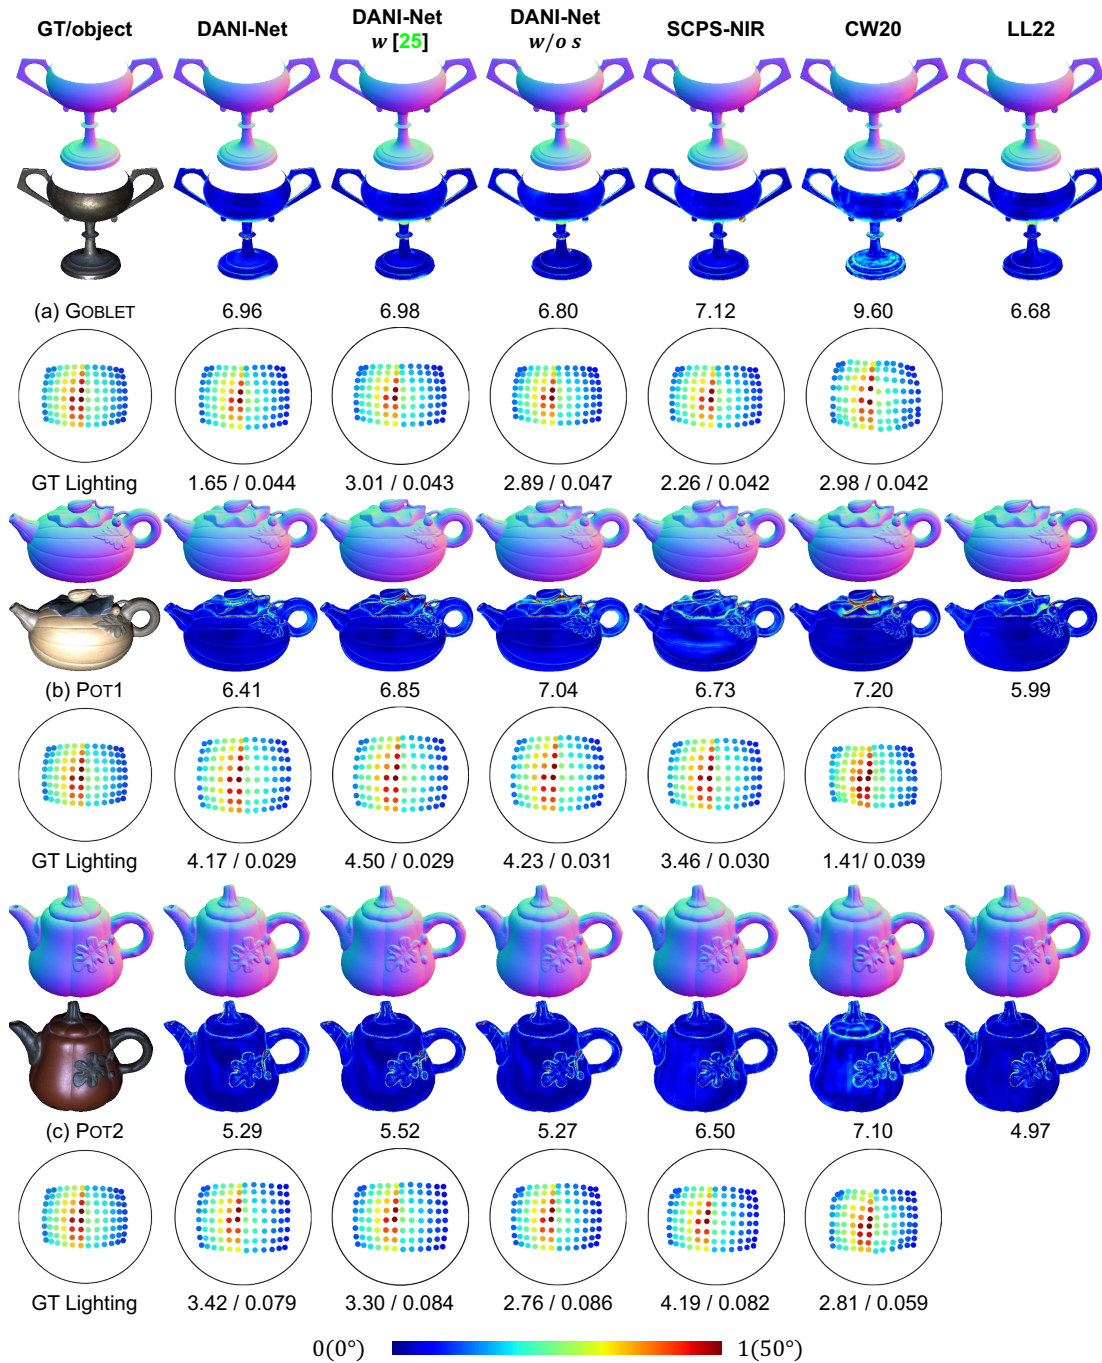 GT/object DANI-Net DANI-Net w [25] DANI-Net w/o s SCPS-NIR CW20 LL22
(a) GOBLET 6.96 6.98 6.80 7.12 9.60 6.68
GT Lighting 1.65 / 0.044 3.01 / 0.043 2.89 / 0.047 2.26 / 0.042 2.98 / 0.042
(b) POT1 6.41 6.85 7.04 6.73 7.20 5.99
GT Lighting 4.17 / 0.029 4.50 / 0.029 4.23 / 0.031 3.46 / 0.030 1.41/ 0.039
(c) POT2 5.29 5.52 5.27 6.50 7.10 4.97
GT Lighting 3.42 / 0.079 3.30 / 0.084 2.76 / 0.086 4.19 / 0.082 2.81 / 0.059
0(0°) 1(50°)